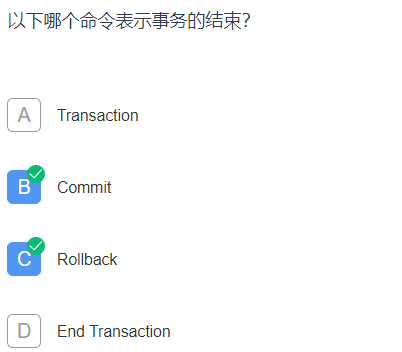 以下哪个命令表示事务的结束?
A Transaction
B Commit
C Rollback
D End Transaction